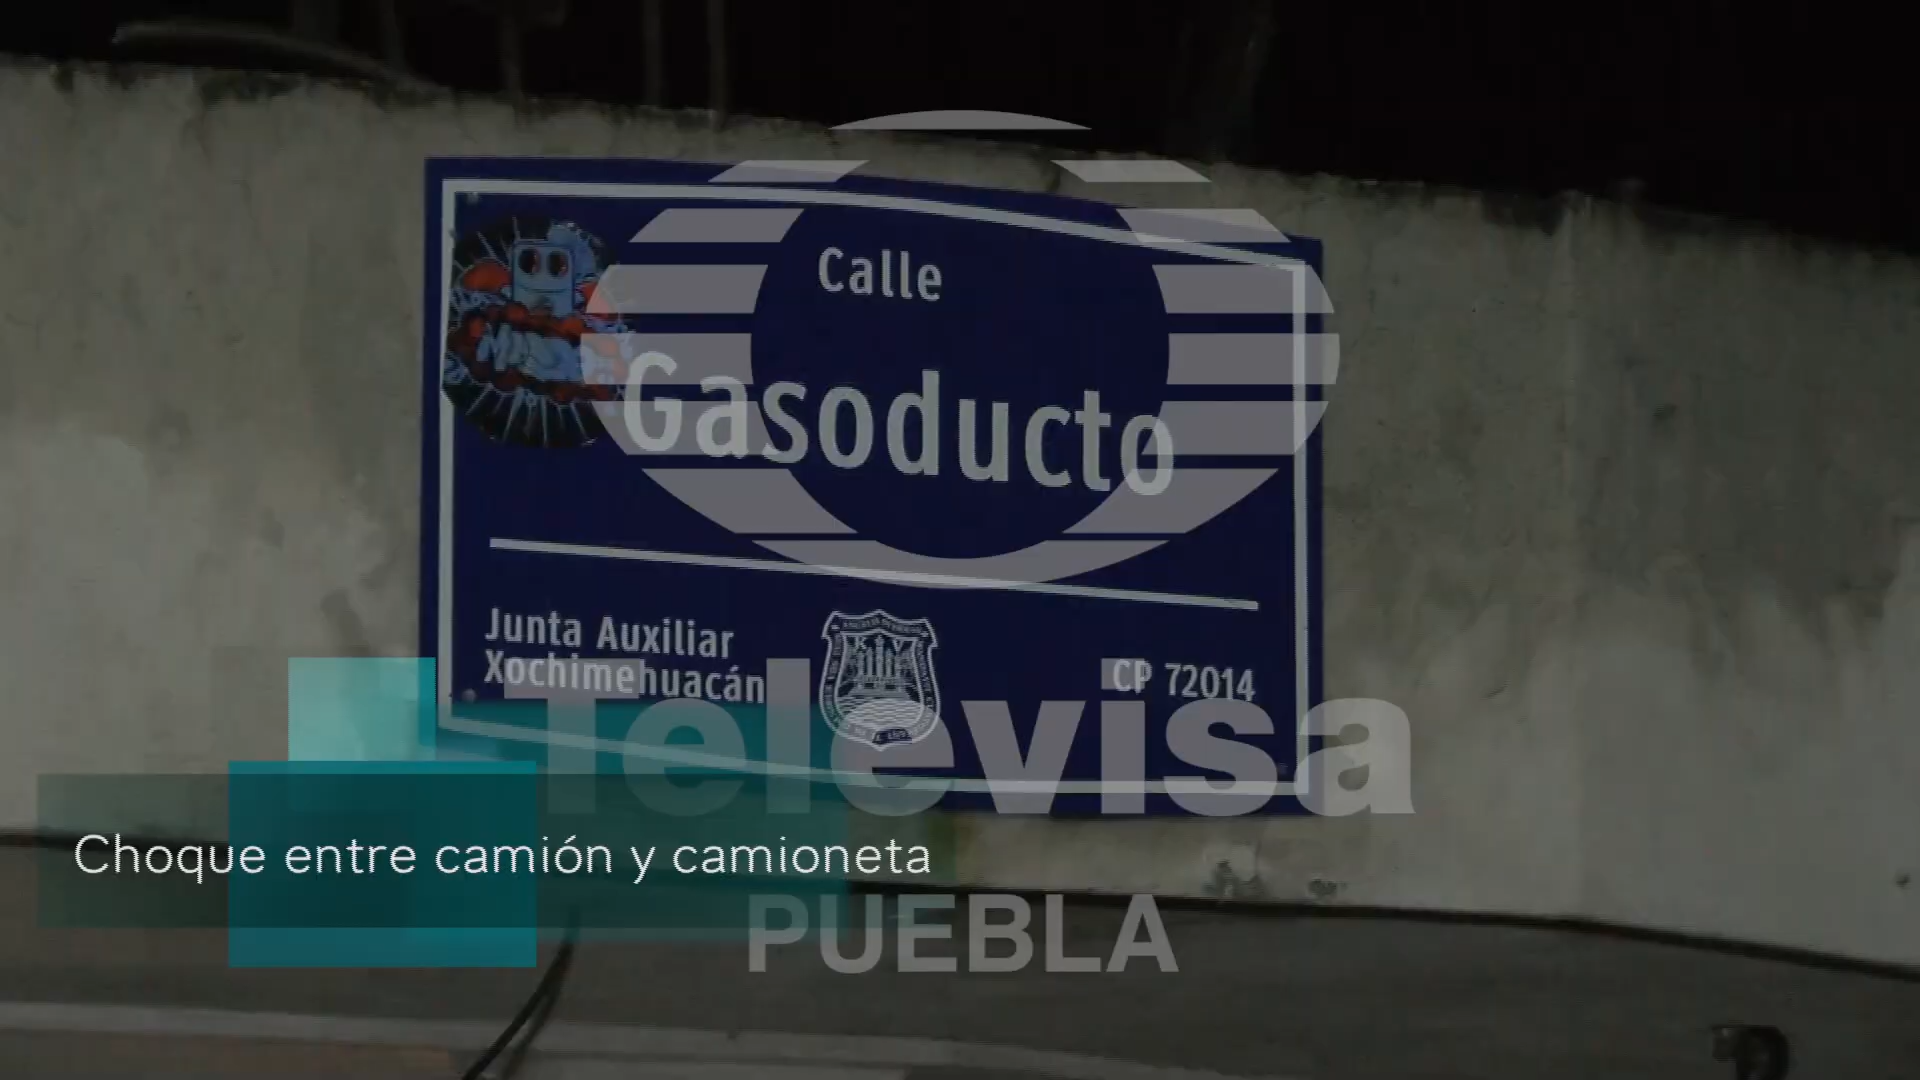 Calle
Gasoducto
Junta Auxiliar
Xochimehuacán
CP 72014
Televisa
PUEBLA
Choque entre camión y camioneta